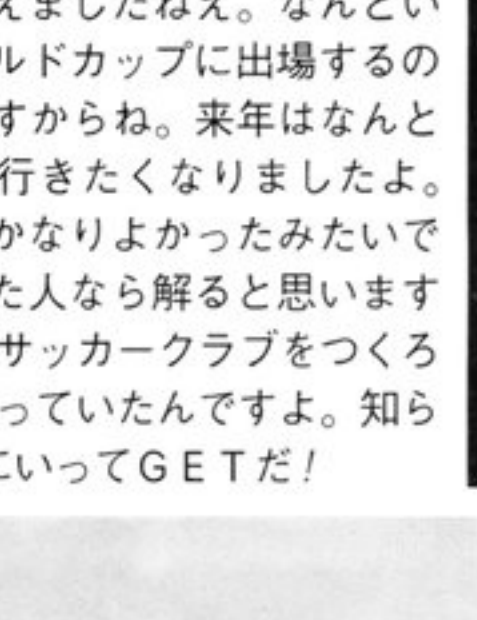 えましたねえ。なんとい
ルドカップに出場するの
すからね。来年はなんと
行きたくなりましたよ。
かなりよかったみたいで
た人なら解ると思います
サッカークラブをつくろ
っていたんですよ。知ら
にいってＧＥＴだ！